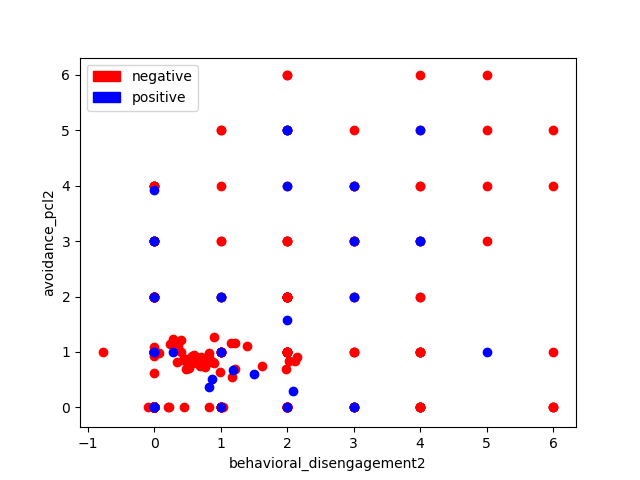 negative
positive
6
5
4
3
2
1
0
avoidance_pcl2
−1 0 1 2 3 4 5 6
behavioral_disengagement2